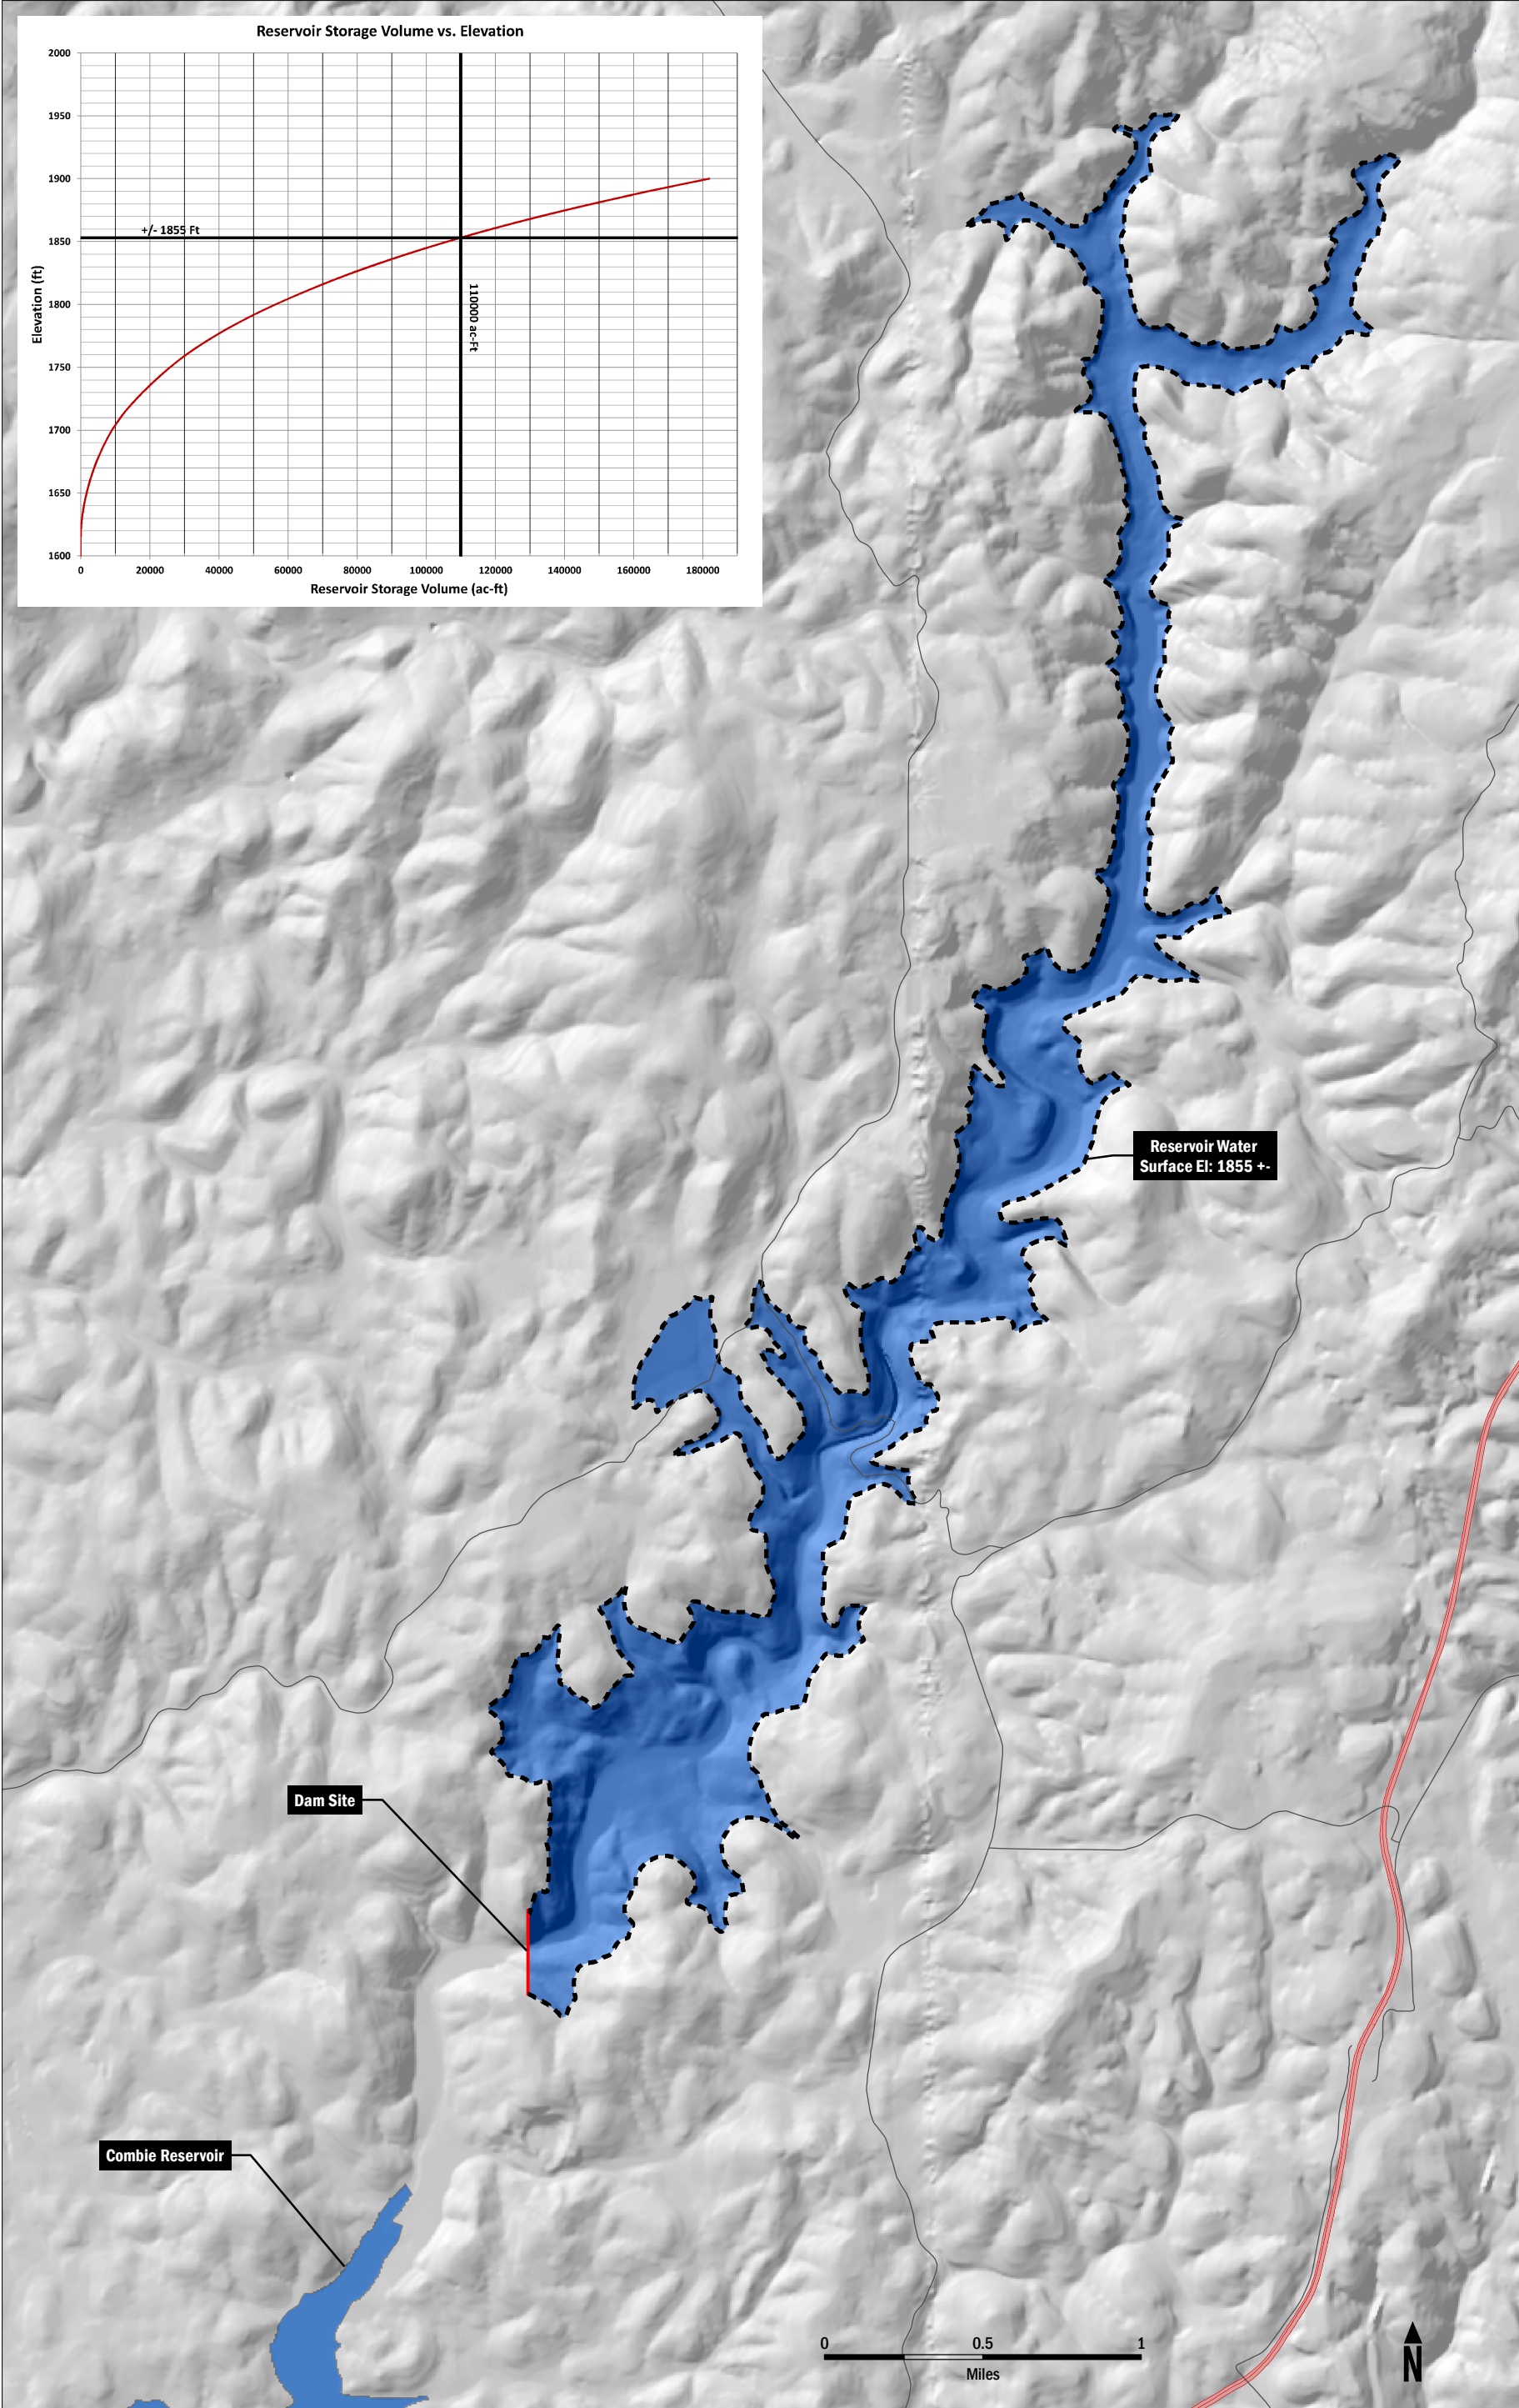 Reservoir Storage Volume vs. Elevation
2000
1950
1900
1850
1800
1750
1700
1650
1600
Elevation (ft)
+/- 1855 Ft
110000 ac-Ft
0 20000 40000 60000 80000 100000 120000 140000 160000 180000
Reservoir Storage Volume (ac-ft)
Reservoir Water
Surface El: 1855 +-
Dam Site
Combie Reservoir
0 0.5 1
Miles
N